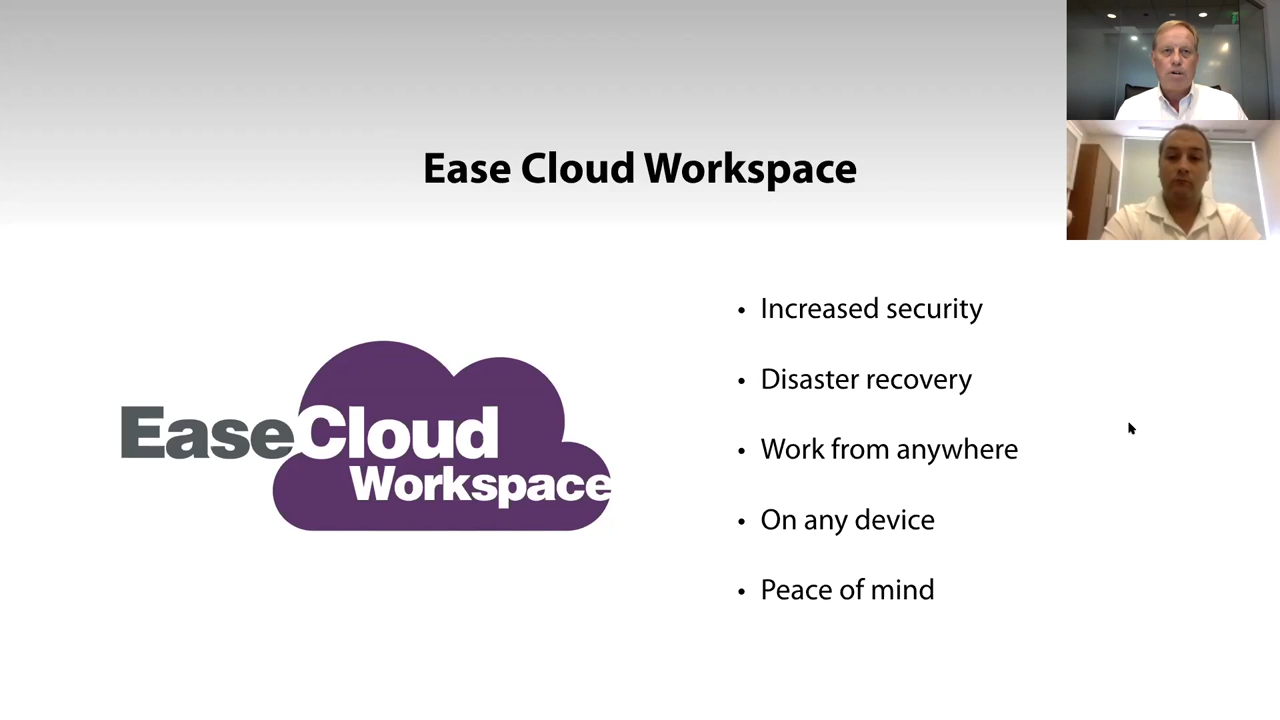 Ease Cloud Workspace
EaseCloud
Workspace
• Increased security
• Disaster recovery
• Work from anywhere
• On any device
• Peace of mind